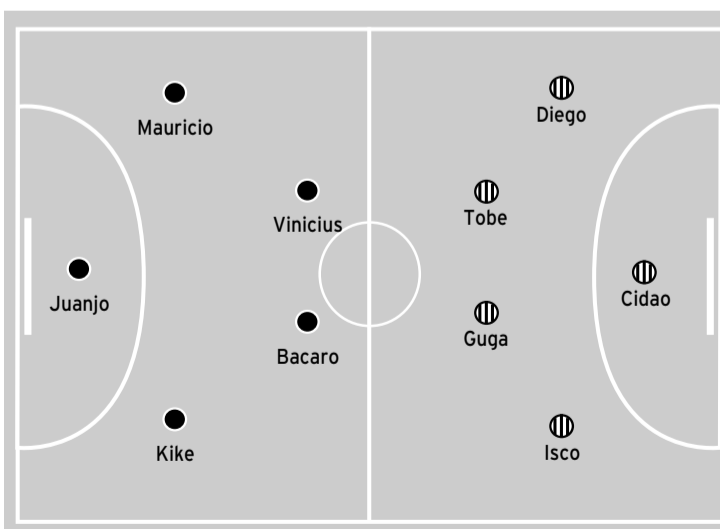 Mauricio
Diego
Vinicius
Tobe
Juanjo
Cidao
Bacaro
Guga
Kike
Isco